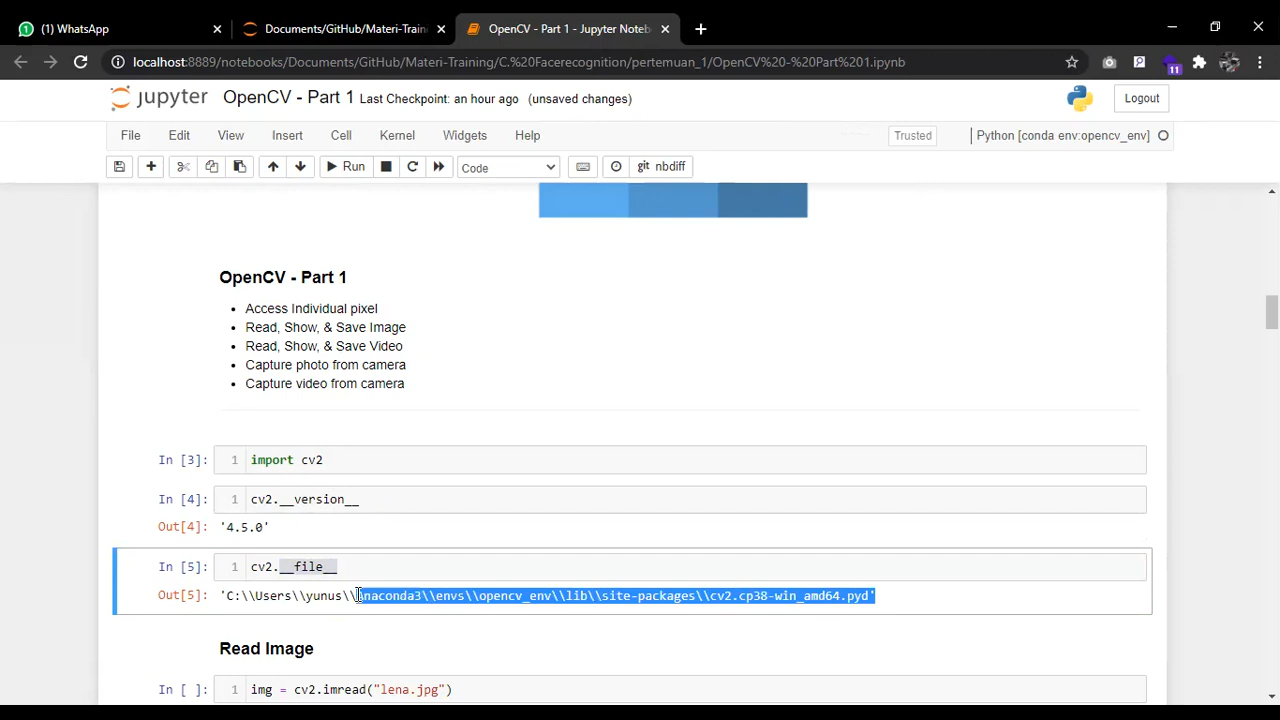 (1) WhatsApp
Documents/GitHub/Materi-Trainin
OpenCV - Part 1 - Jupyter Notebo
localhost:8889/notebooks/Documents/GitHub/Materi-Training/C.%20Facerecognition/pertemuan_1/OpenCV%20-%20Part%201.ipynb
11
jupyter OpenCV - Part 1 Last Checkpoint: an hour ago (unsaved changes)
Logout
File Edit View Insert Cell Kernel Widgets Help
Trusted
Python [conda env:opencv_env]
Run
Code
git nbdiff
OpenCV - Part 1
• Access Individual pixel
• Read, Show, & Save Image
• Read, Show, & Save Video
• Capture photo from camera
• Capture video from camera
In [3]: 1 import cv2
In [4]: 1 cv2.__version__
Out[4]: '4.5.0'
In [5]: 1 cv2.__file__
Out[5]: 'C:\\Users\\yunus\\Anaconda3\\envs\\opencv_env\\lib\\site-packages\\cv2.cp38-win_amd64.pyd'
Read Image
In [ ]: 1 img = cv2.imread("lena.jpg")